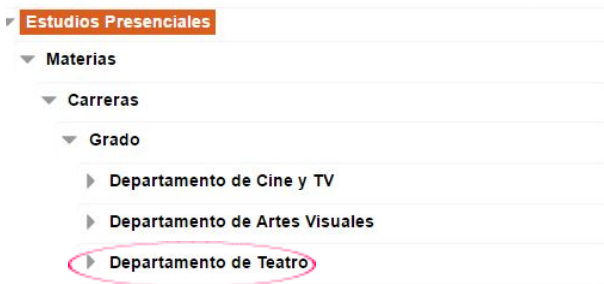 Estudios Presenciales
Materias
Carreras
Grado
Departamento de Cine y TV
Departamento de Artes Visuales
Departamento de Teatro